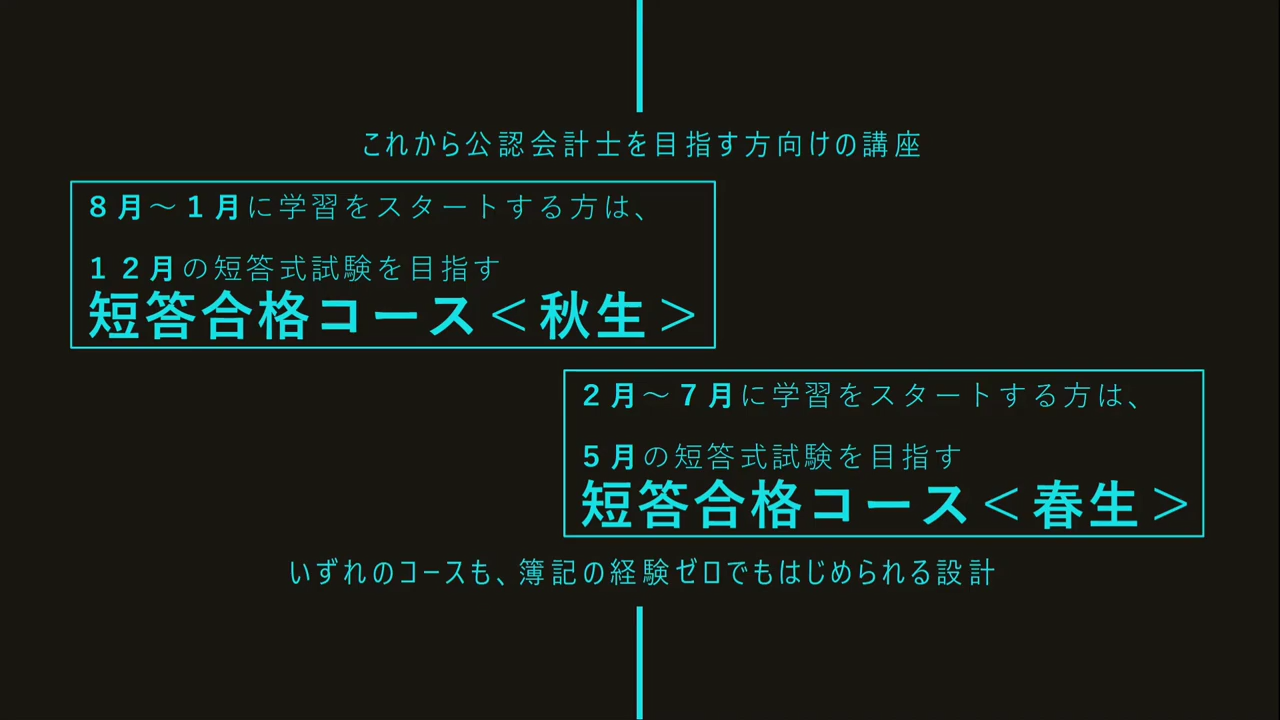 これから公認会計士を目指す方向けの講座
８月～１月に学習をスタートする方は、
１２月の短答式試験を目指す
短答合格コース＜秋生＞
２月～７月に学習をスタートする方は、
５月の短答式試験を目指す
短答合格コース＜春生＞
いずれのコースも、簿記の経験ゼロでもはじめられる設計